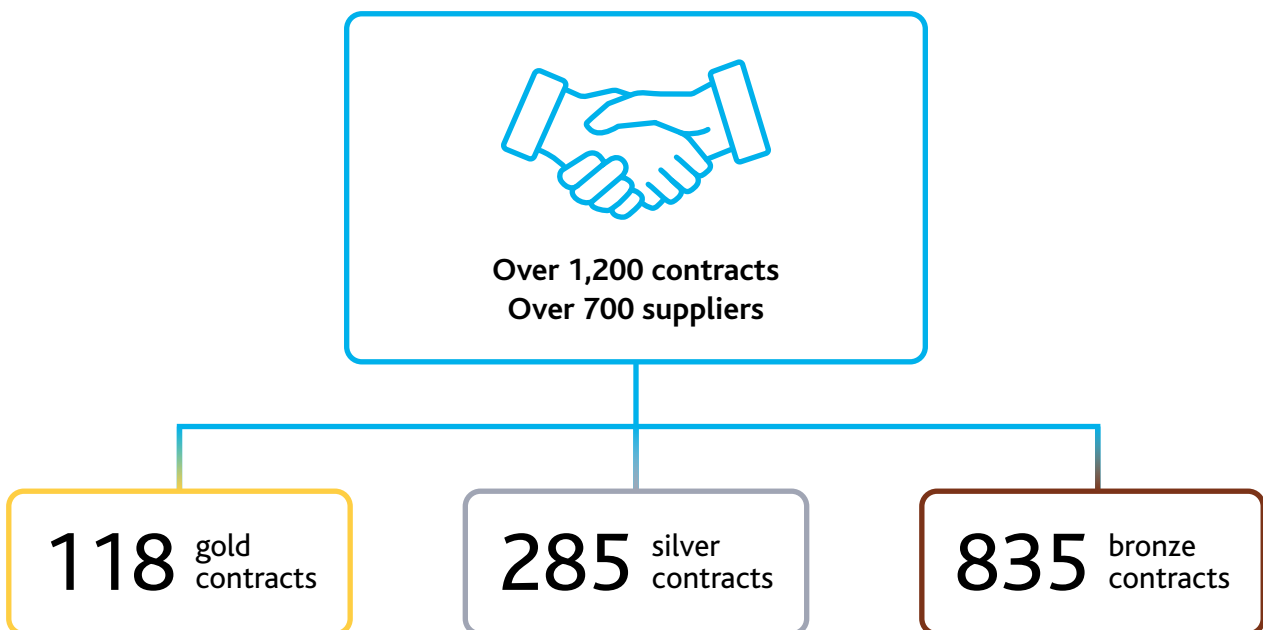 Over 1,200 contracts
Over 700 suppliers
118 gold contracts
285 silver contracts
835 bronze contracts